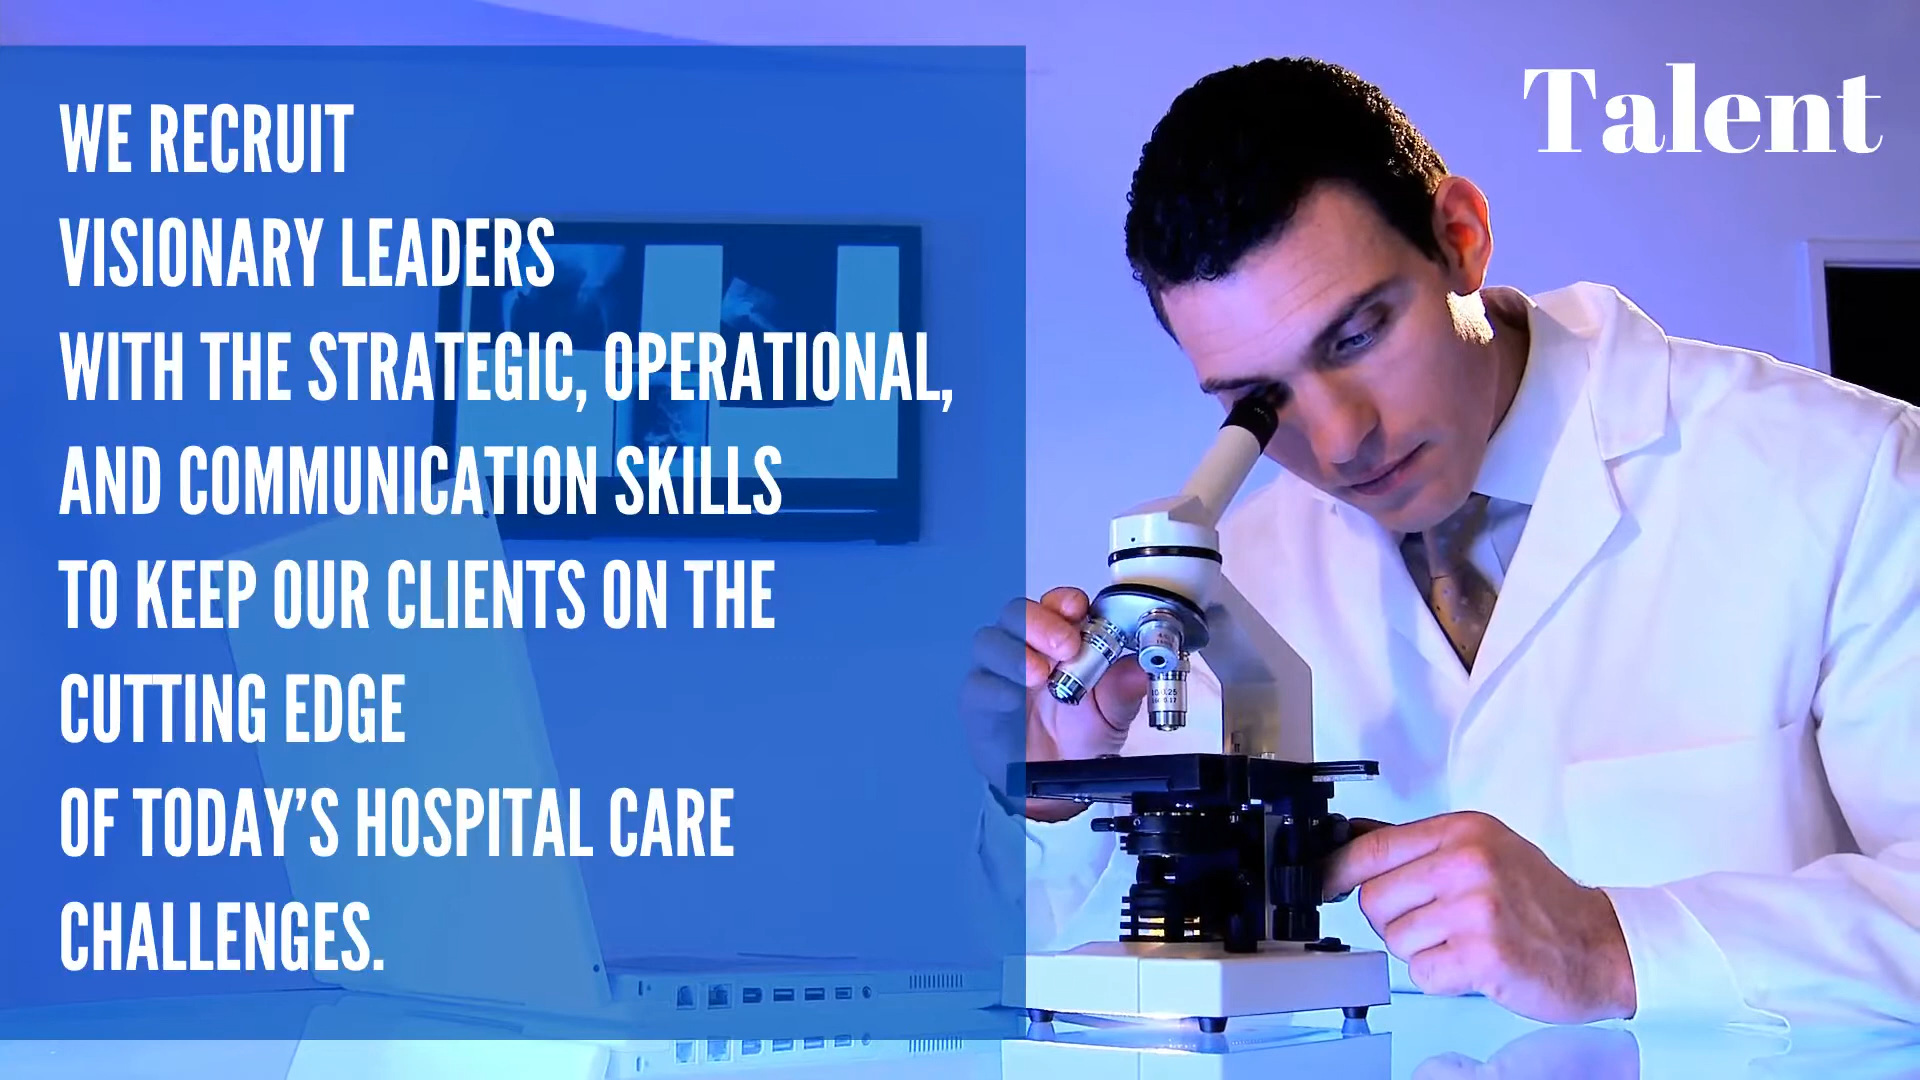 Talent
WE RECRUIT
VISIONARY LEADERS
WITH THE STRATEGIC, OPERATIONAL,
AND COMMUNICATION SKILLS
TO KEEP OUR CLIENTS ON THE
CUTTING EDGE
OF TODAY’S HOSPITAL CARE
CHALLENGES.